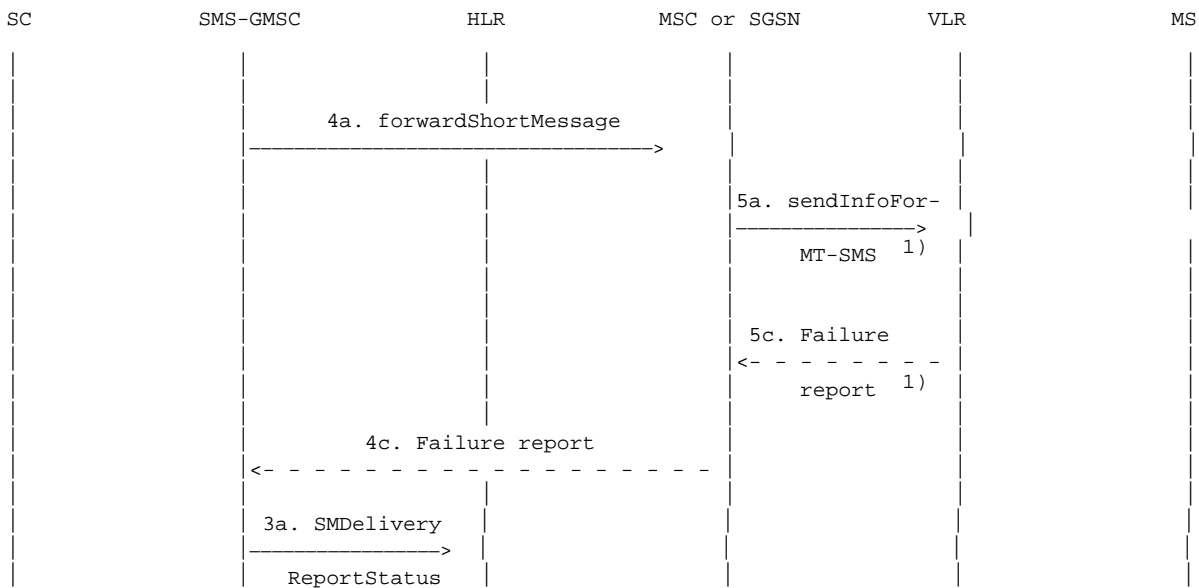 SC SMS-GMSC HLR MSC or SGSN VLR MS
4a. forwardShortMessage
5a. sendInfoFor-
MT-SMS 1)
5c. Failure
report 1)
4c. Failure report
3a. SMDelivery
ReportStatus